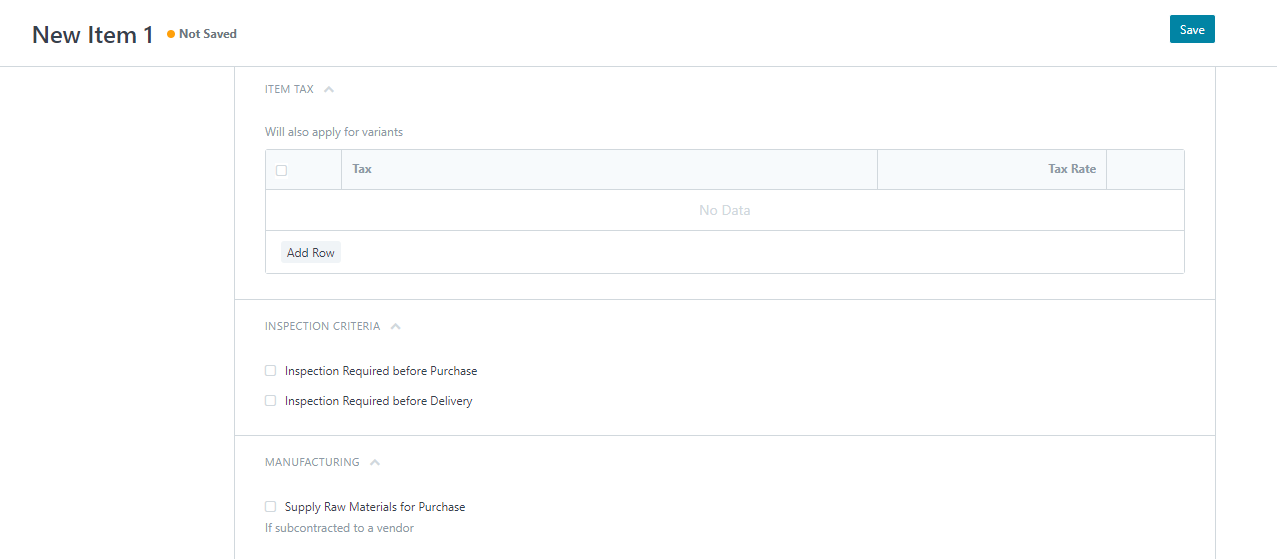 New Item 1
Not Saved
Save
ITEM TAX
Will also apply for variants
Tax
Tax Rate
No Data
Add Row
INSPECTION CRITERIA
Inspection Required before Purchase
Inspection Required before Delivery
MANUFACTURING
Supply Raw Materials for Purchase
If subcontracted to a vendor